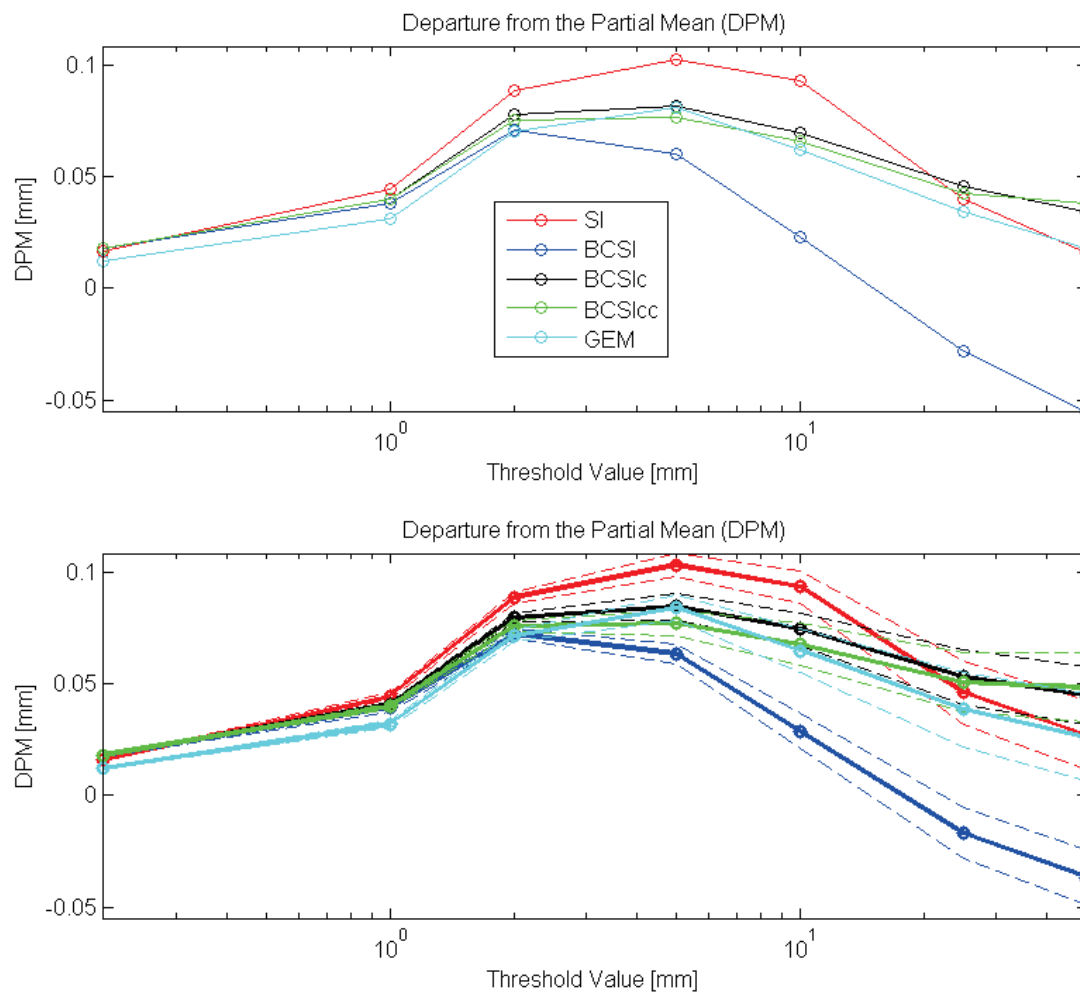 Departure from the Partial Mean (DPM)
0.1
0.05
0
-0.05
DPM [mm]
SI
BCSI
BCSIc
BCSIcc
GEM
10^0
10^1
Threshold Value [mm]
Departure from the Partial Mean (DPM)
0.1
0.05
0
-0.05
DPM [mm]
10^0
10^1
Threshold Value [mm]